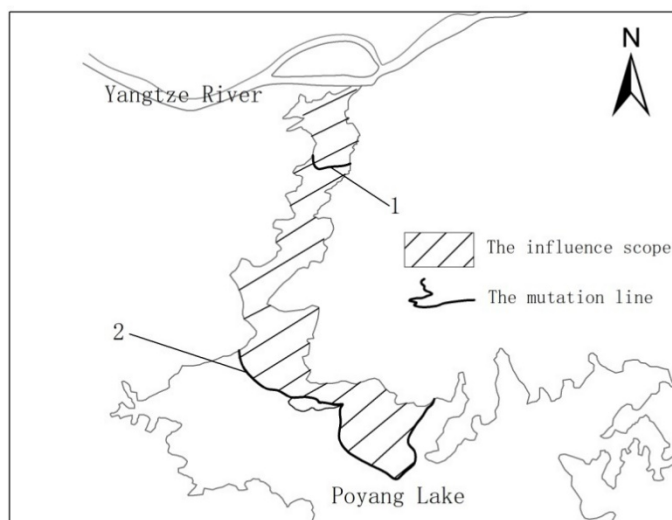 N
Yangtze River
1
The influence scope
The mutation line
2
Poyang Lake